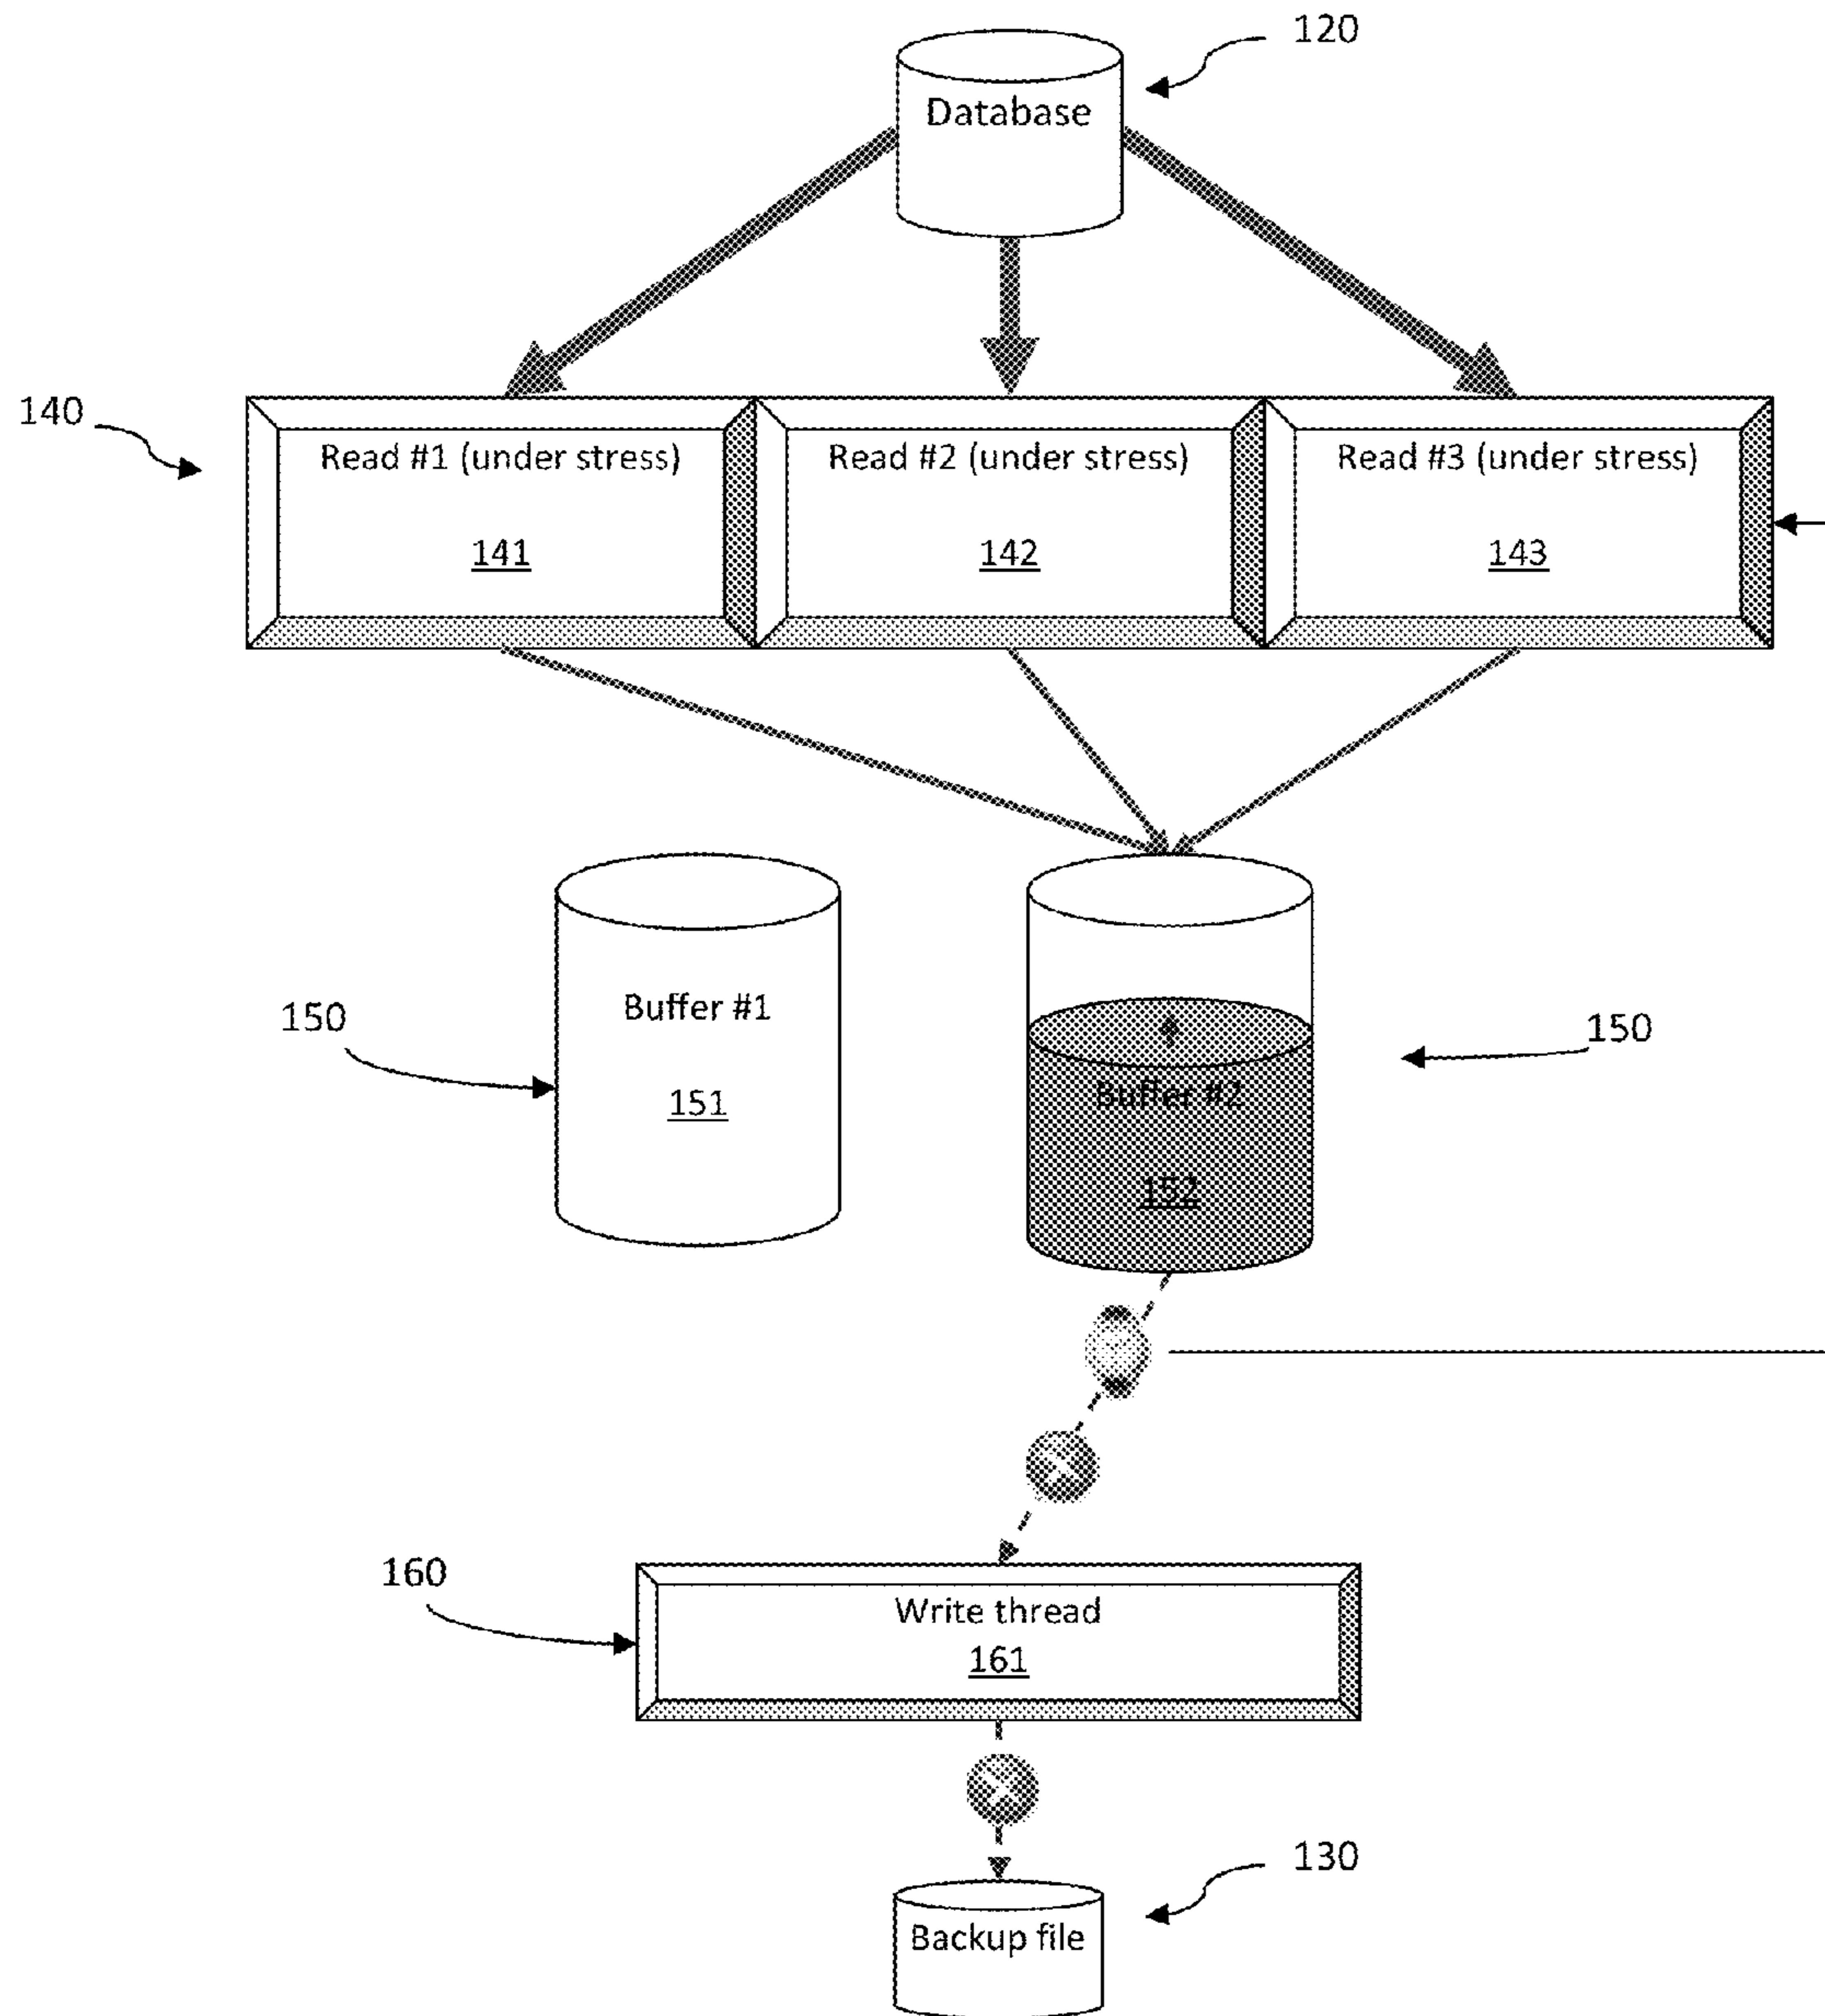 120
Database
140
Read #1 (under stress)
141
Read #2 (under stress)
142
Read #3 (under stress)
143
150
Buffer #1
151
Buffer #2
152
150
160
Write thread
161
130
Backup file